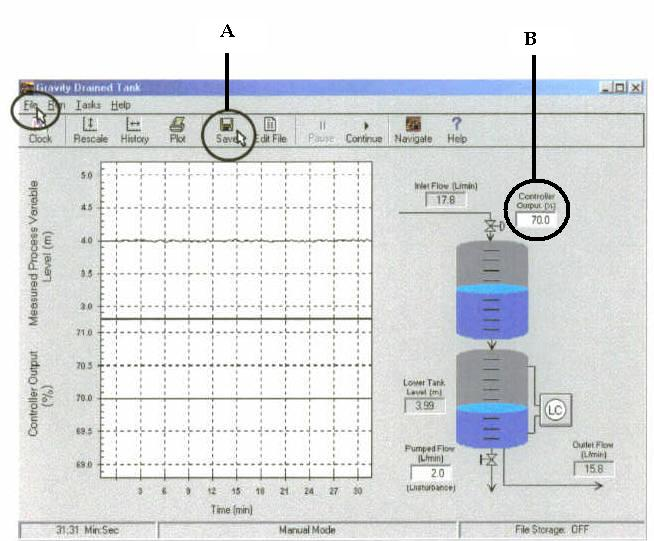 A
B
Gravity Drained Tank
File Run Tasks Help
Clock Rescale History Plot Save Edit File Pause Continue Navigate Help
Measured Process Variable
Level (m)
5.0
4.5
4.0
3.5
3.0
Controller Output
(%)
71.0
70.5
70.0
69.5
69.0
3 6 9 12 15 18 21 24 27 30
Time (min)
Inlet Flow (L/min)
17.8
Controller
Output (%)
70.0
Lower Tank
Level (m)
3.99
LC
Pumped Flow
(L/min)
2.0
(Disturbance)
Outlet Flow
(L/min)
15.8
31:31 Min:Sec
Manual Mode
File Storage: OFF